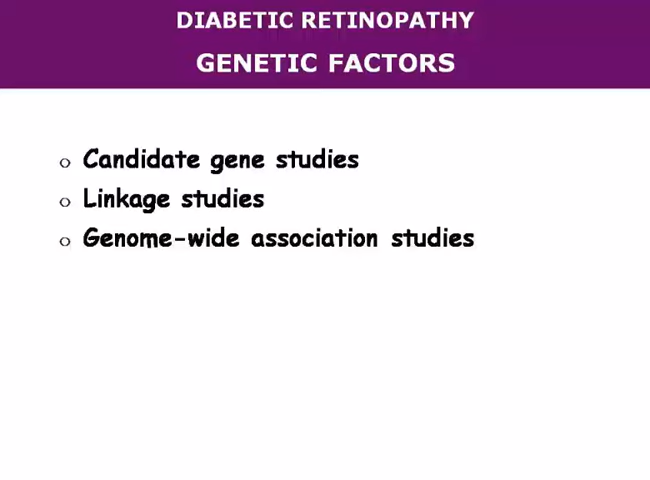 DIABETIC RETINOPATHY
GENETIC FACTORS
o Candidate gene studies
o Linkage studies
o Genome-wide association studies